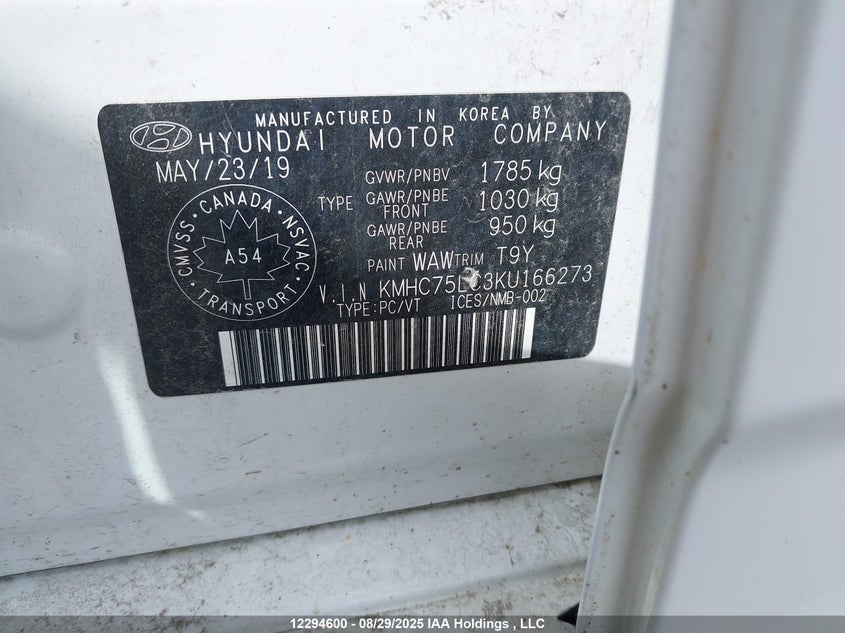 MANUFACTURED IN KOREA BY
HYUNDAI MOTOR COMPANY
MAY/23/19
GVWR/PNBV 1785 kg
TYPE GAWR/PNBE FRONT 1030 kg
GAWR/PNBE REAR 950 kg
PAINT WAW TRIM T9Y
CMVSS · CANADA · NSVAC · TRANSPORT ·
A54
V.I.N
TYPE:PC/VT ICES/NMB-002
12294600 - 08/29/2025 IAA Holdings , LLC